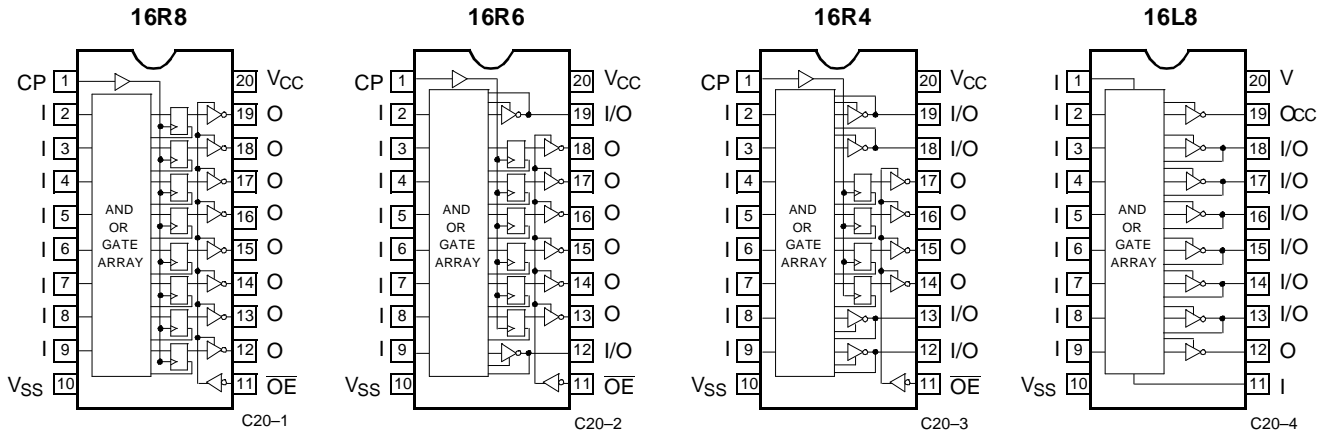 16R8
CP 1 20 VCC
I 2 19 O
I 3 18 O
I 4 17 O
I 5 16 O
I 6 15 O
I 7 14 O
I 8 13 O
I 9 12 O
VSS 10 11 OE
AND
OR
GATE
ARRAY
C20–1
16R6
CP 1 20 VCC
I 2 19 I/O
I 3 18 O
I 4 17 O
I 5 16 O
I 6 15 O
I 7 14 O
I 8 13 O
I 9 12 I/O
VSS 10 11 OE
AND
OR
GATE
ARRAY
C20–2
16R4
CP 1 20 VCC
I 2 19 I/O
I 3 18 I/O
I 4 17 O
I 5 16 O
I 6 15 O
I 7 14 O
I 8 13 I/O
I 9 12 I/O
VSS 10 11 OE
AND
OR
GATE
ARRAY
C20–3
16L8
I 1 20 V
I 2 19 OCC
I 3 18 I/O
I 4 17 I/O
I 5 16 I/O
I 6 15 I/O
I 7 14 I/O
I 8 13 I/O
I 9 12 O
VSS 10 11 I
AND
OR
GATE
ARRAY
C20–4